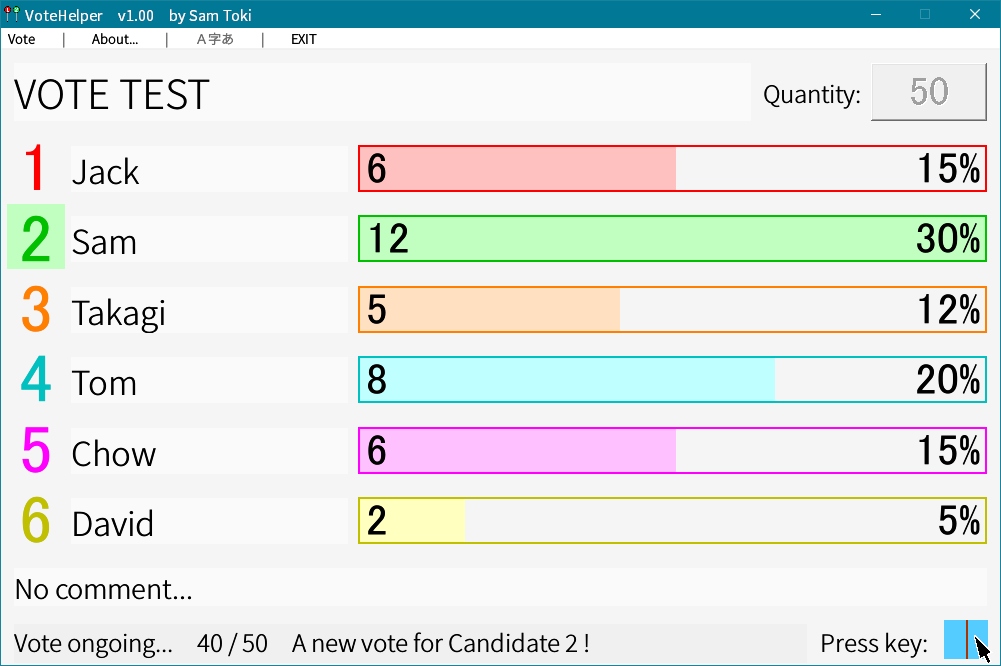 VoteHelper v1.00 by Sam Toki
Vote | About... | A字あ | EXIT
VOTE TEST Quantity: 50
1 Jack 6 15%
2 Sam 12 30%
3 Takagi 5 12%
4 Tom 8 20%
5 Chow 6 15%
6 David 2 5%
No comment...
Vote ongoing... 40 / 50 A new vote for Candidate 2 ! Press key: